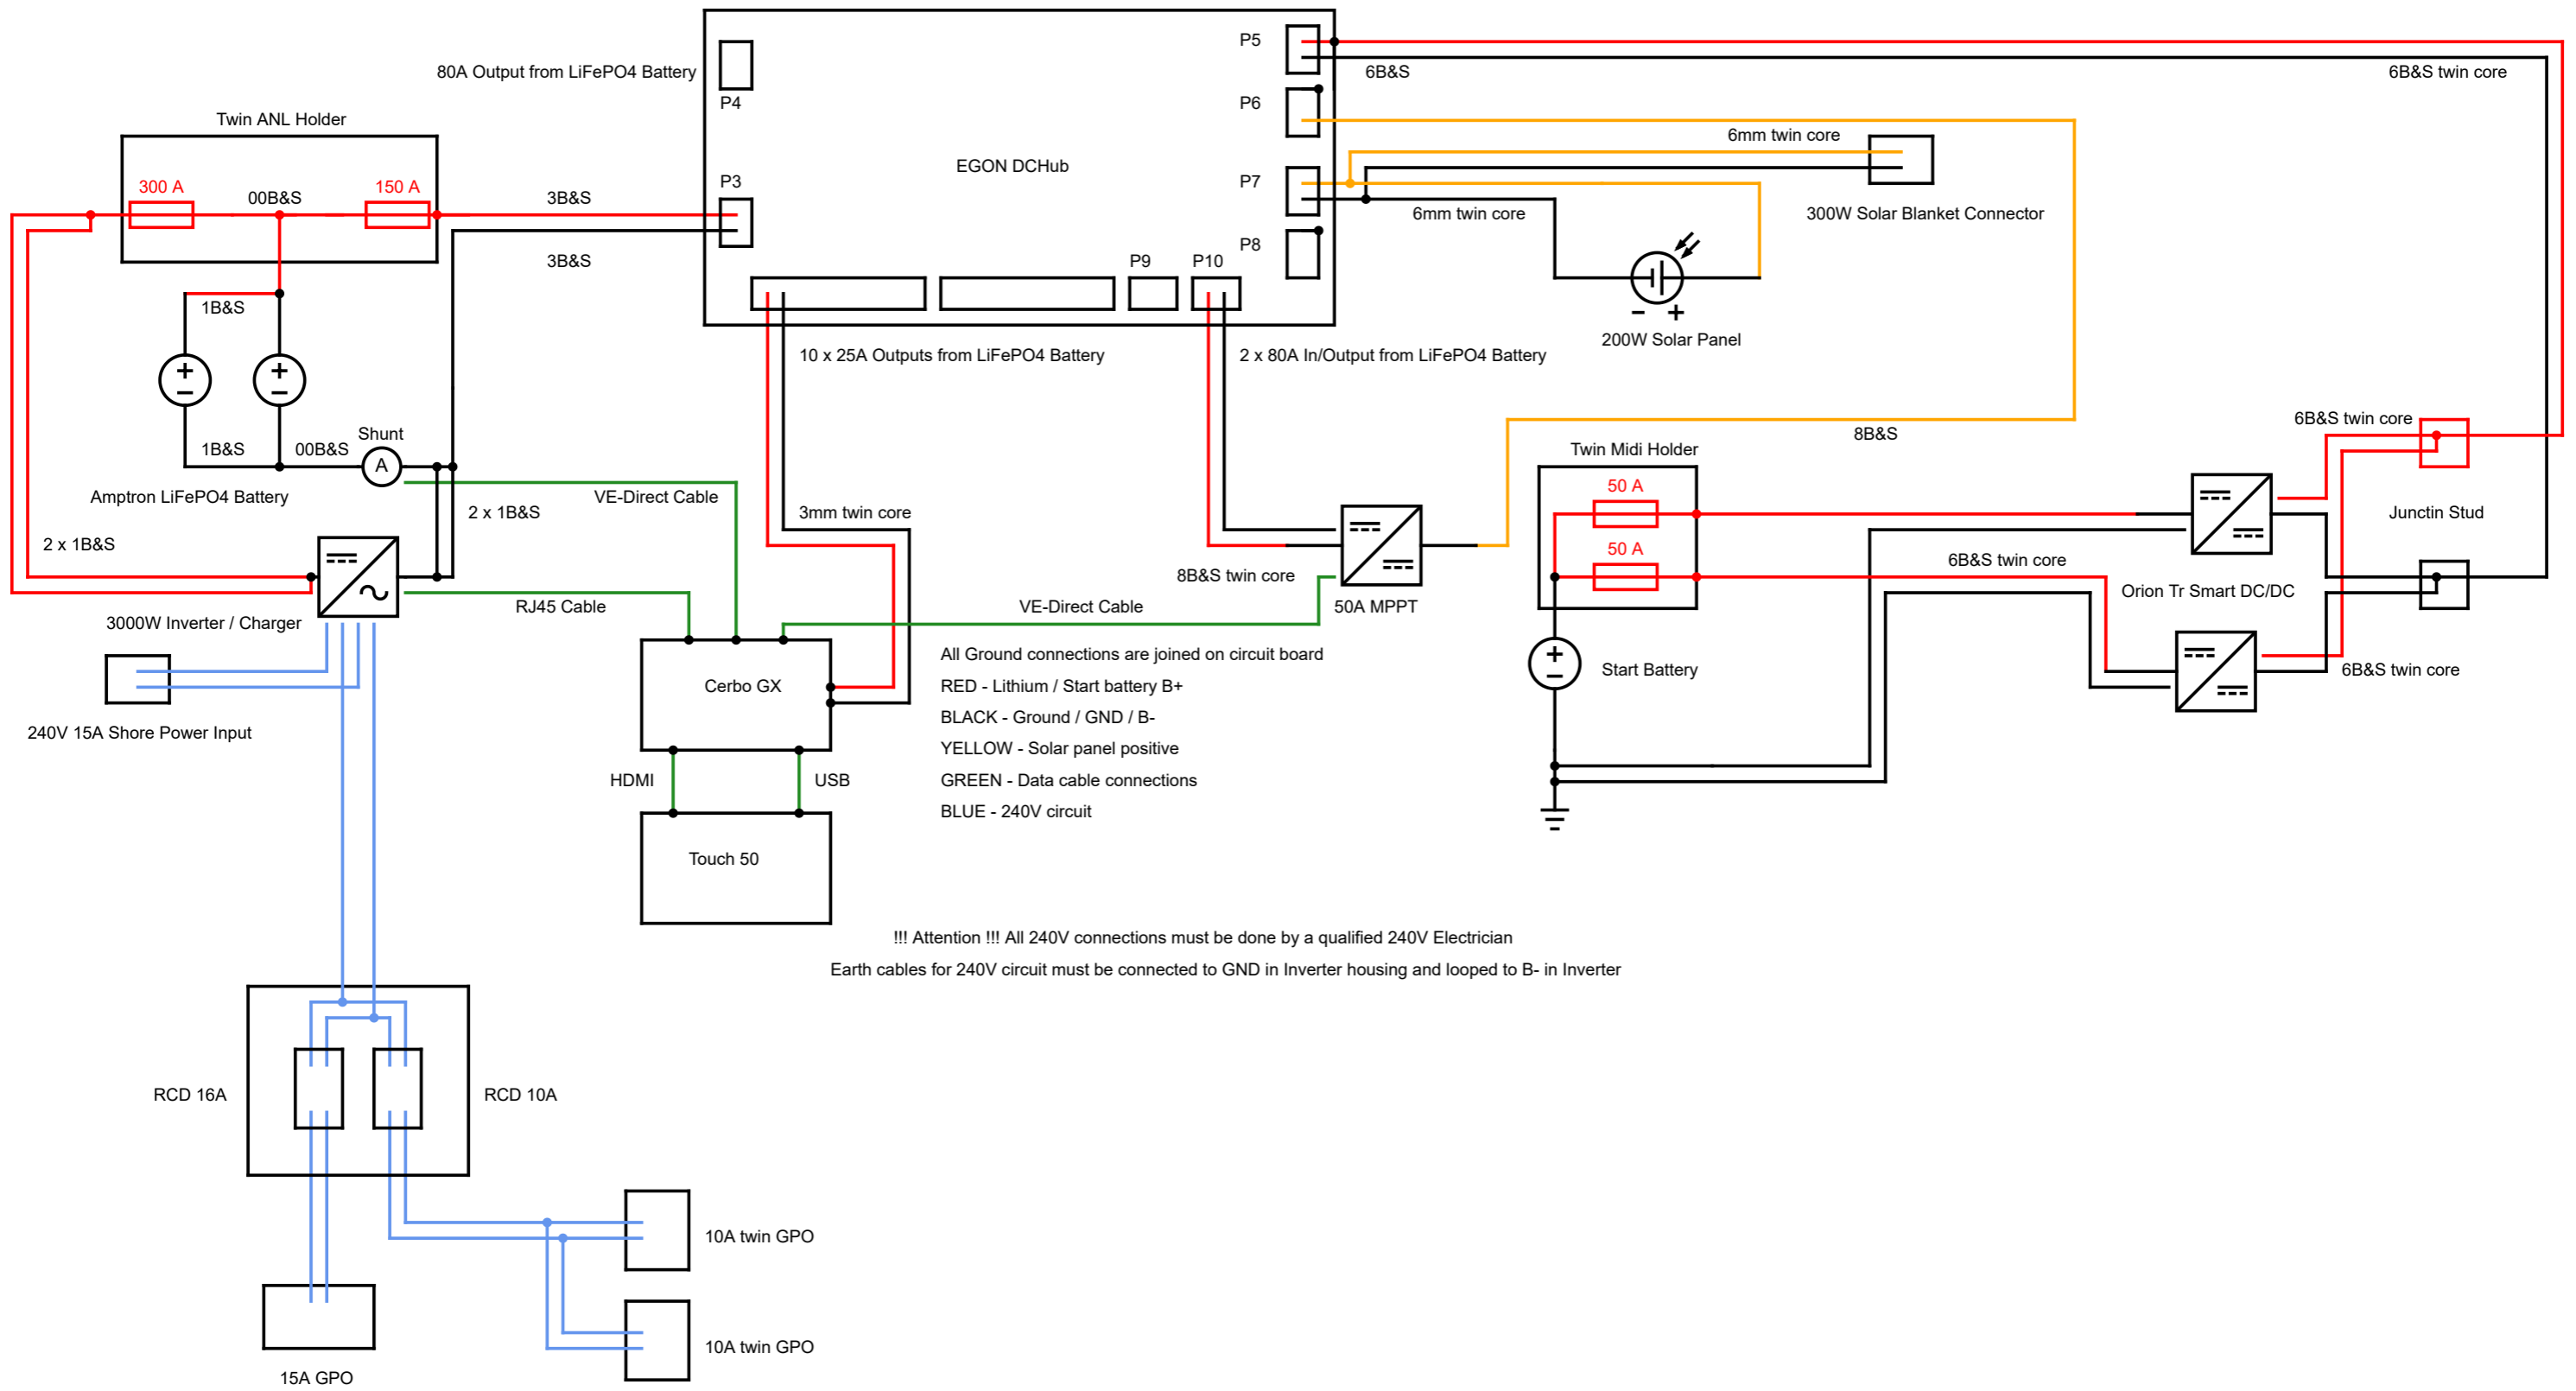 P5
80A Output from LiFePO4 Battery
6B&S
6B&S twin core
P4
P6
Twin ANL Holder
6mm twin core
EGON DCHub
P3
P7
300 A
00B&S
150 A
3B&S
6mm twin core
300W Solar Blanket Connector
P8
3B&S
P9
P10
1B&S
200W Solar Panel
10 x 25A Outputs from LiFePO4 Battery
2 x 80A In/Output from LiFePO4 Battery
6B&S twin core
Shunt
8B&S
1B&S
00B&S
A
Twin Midi Holder
50 A
Amptron LiFePO4 Battery
VE-Direct Cable
2 x 1B&S
3mm twin core
Junctin Stud
2 x 1B&S
50 A
6B&S twin core
8B&S twin core
Orion Tr Smart DC/DC
RJ45 Cable
VE-Direct Cable
50A MPPT
3000W Inverter / Charger
All Ground connections are joined on circuit board
Start Battery
6B&S twin core
Cerbo GX
RED - Lithium / Start battery B+
BLACK - Ground / GND / B-
240V 15A Shore Power Input
YELLOW - Solar panel positive
HDMI
USB
GREEN - Data cable connections
BLUE - 240V circuit
Touch 50
!!! Attention !!! All 240V connections must be done by a qualified 240V Electrician
Earth cables for 240V circuit must be connected to GND in Inverter housing and looped to B- in Inverter
RCD 16A
RCD 10A
10A twin GPO
10A twin GPO
15A GPO